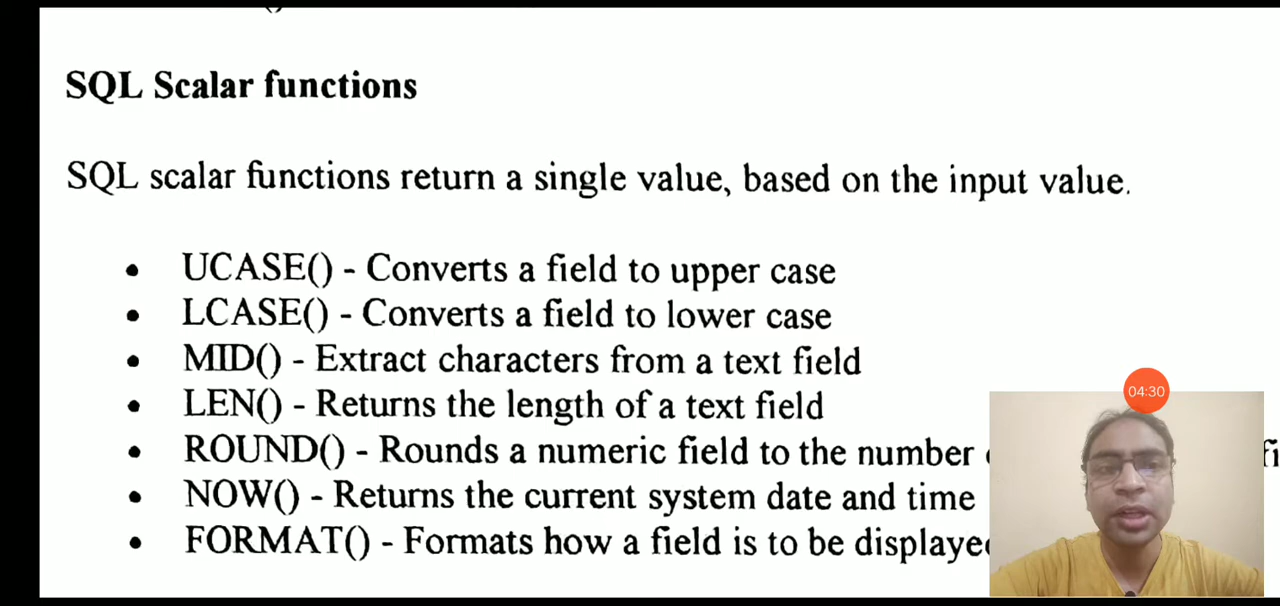 SQL Scalar functions
SQL scalar functions return a single value, based on the input value.
• UCASE() - Converts a field to upper case
• LCASE() - Converts a field to lower case
• MID() - Extract characters from a text field
• LEN() - Returns the length of a text field
• ROUND() - Rounds a numeric field to the number
• NOW() - Returns the current system date and time
• FORMAT() - Formats how a field is to be
04:30